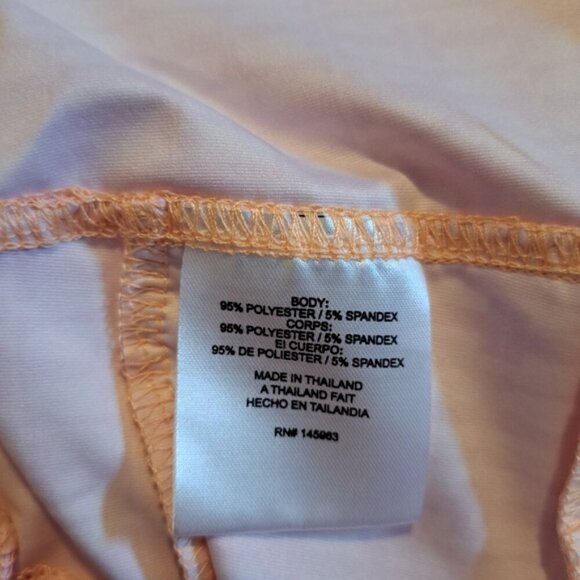 BODY:
95% POLYESTER / 5% SPANDEX
CORPS:
95% POLYESTER / 5% SPANDEX
El CUERPO:
95% DE POLIESTER / 5% SPANDEX
MADE IN THAILAND
A THAILAND FAIT
HECHO EN TAILANDIA
RN# 145963